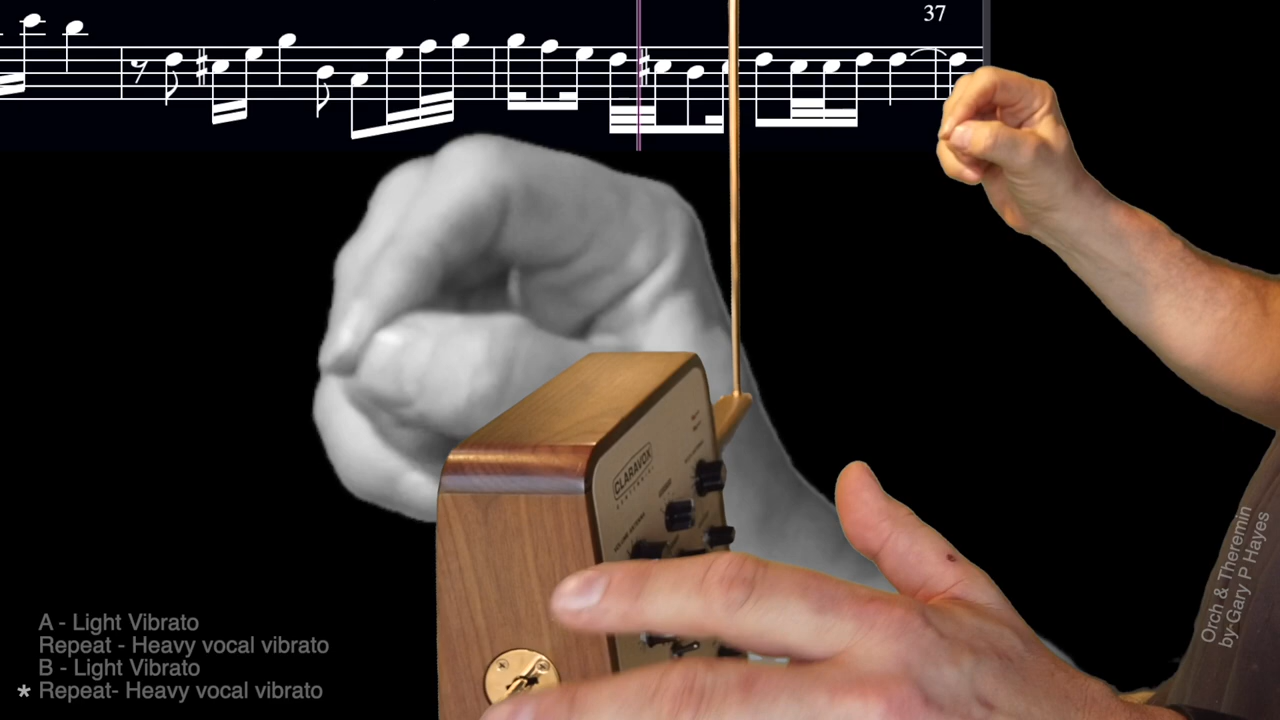 37
CLARAVOX
A - Light Vibrato
Repeat - Heavy vocal vibrato
B - Light Vibrato
* Repeat- Heavy vocal vibrato
Orch & Theremin
by Gary P Hayes